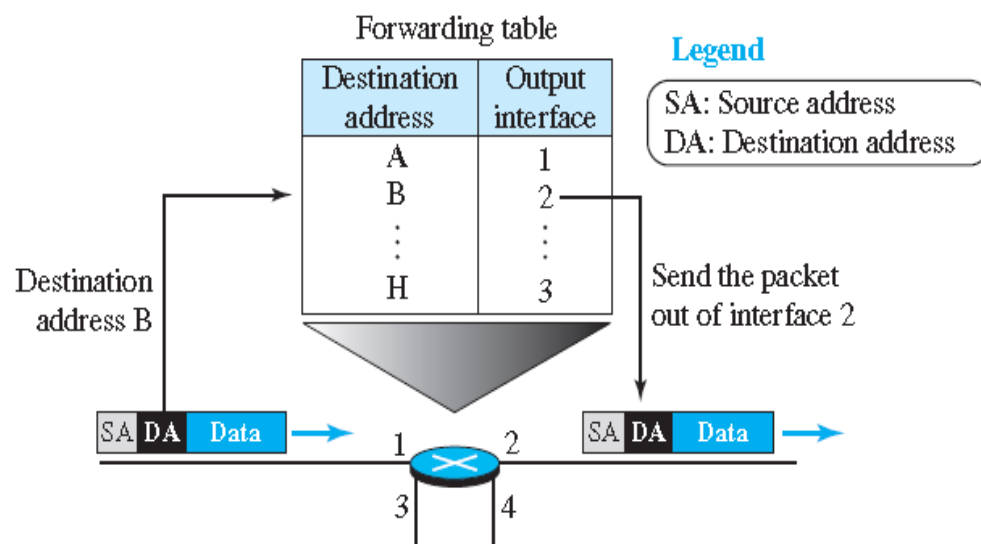 Forwarding table
Destination address
Output interface
A 1
B 2
⋮ ⋮
H 3
Legend
SA: Source address
DA: Destination address
Destination
address B
Send the packet
out of interface 2
SA DA Data
SA DA Data
1 2
3 4